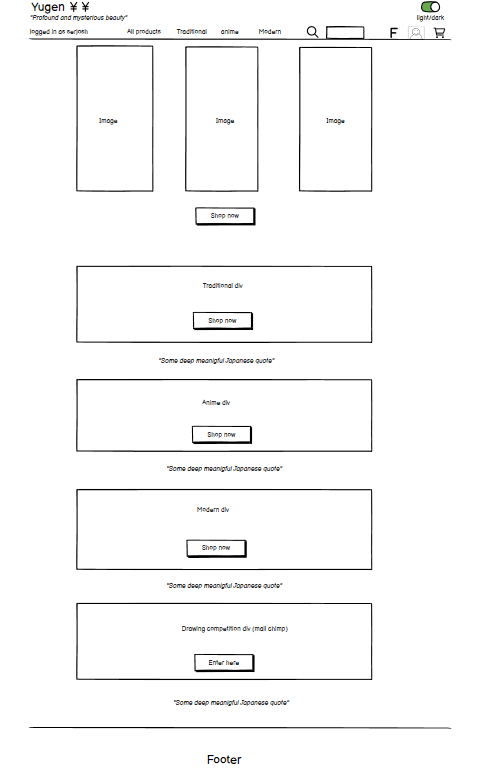 Yugen ¥ ¥
"Profound and mysterious beauty"
light/dark
logged in as serjosh
All products Traditional anime Modern F
Image Image Image
Shop now
Traditional div
Shop now
"Some deep meanigful Japanese quote"
Anime div
Shop now
"Some deep meanigful Japanese quote"
Modern div
Shop now
"Some deep meanigful Japanese quote"
Drawing competition div (mail chimp)
Enter here
"Some deep meanigful Japanese quote"
Footer